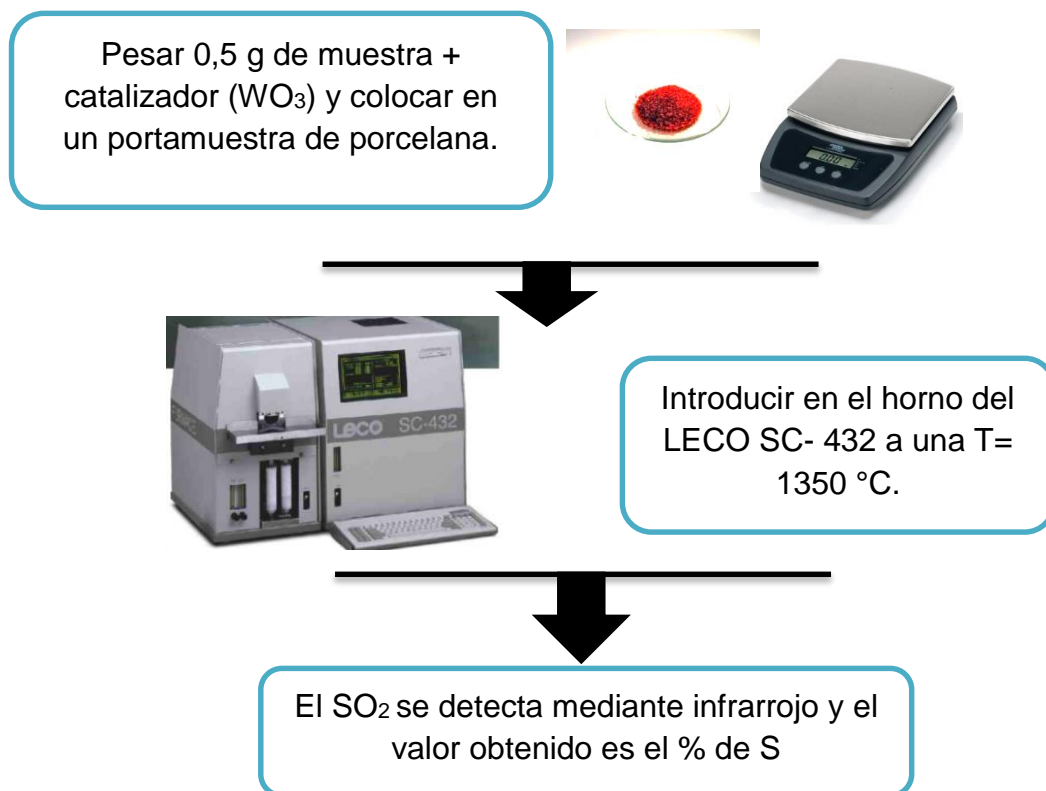 Pesar 0,5 g de muestra +
catalizador (WO₃) y colocar en
un portamuestra de porcelana.
LECO SC-432
Introducir en el horno del
LECO SC- 432 a una T=
1350 °C.
El SO₂ se detecta mediante infrarrojo y el
valor obtenido es el % de S